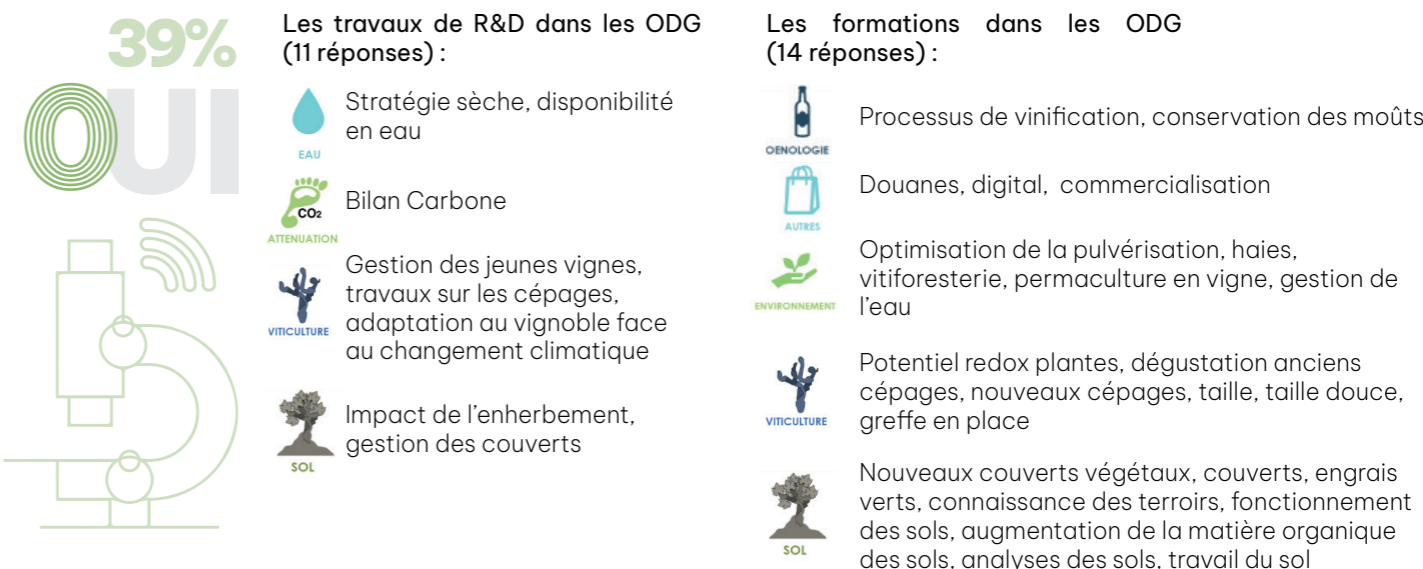 39%
OUI
Les travaux de R&D dans les ODG
(11 réponses) :
EAU
Stratégie sèche, disponibilité
en eau
CO₂
ATTENUATION
Bilan Carbone
VITICULTURE
Gestion des jeunes vignes,
travaux sur les cépages,
adaptation au vignoble face
au changement climatique
SOL
Impact de l’enherbement,
gestion des couverts
Les formations dans les ODG
(14 réponses) :
OENOLOGIE
Processus de vinification, conservation des moûts
AUTRES
Douanes, digital, commercialisation
ENVIRONNEMENT
Optimisation de la pulvérisation, haies,
vitiforesterie, permaculture en vigne, gestion de
l’eau
VITICULTURE
Potentiel redox plantes, dégustation anciens
cépages, nouveaux cépages, taille, taille douce,
greffe en place
SOL
Nouveaux couverts végétaux, couverts, engrais
verts, connaissance des terroirs, fonctionnement
des sols, augmentation de la matière organique
des sols, analyses des sols, travail du sol